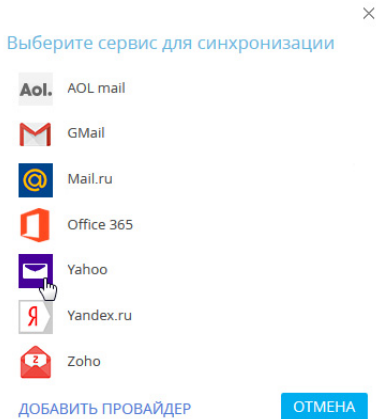 Выберите сервис для синхронизации
Aol. AOL mail
GMail
@ Mail.ru
Office 365
Yahoo
Я Yandex.ru
Z Zoho
ДОБАВИТЬ ПРОВАЙДЕР ОТМЕНА